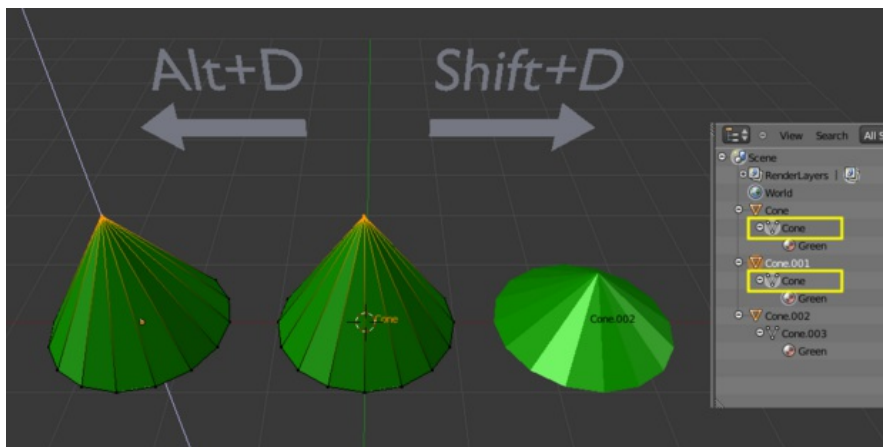 Alt+D
Shift+D
Cone
Cone.002
View Search All S
Scene
RenderLayers |
World
Cone
Cone
Green
Cone.001
Cone
Green
Cone.002
Cone.003
Green